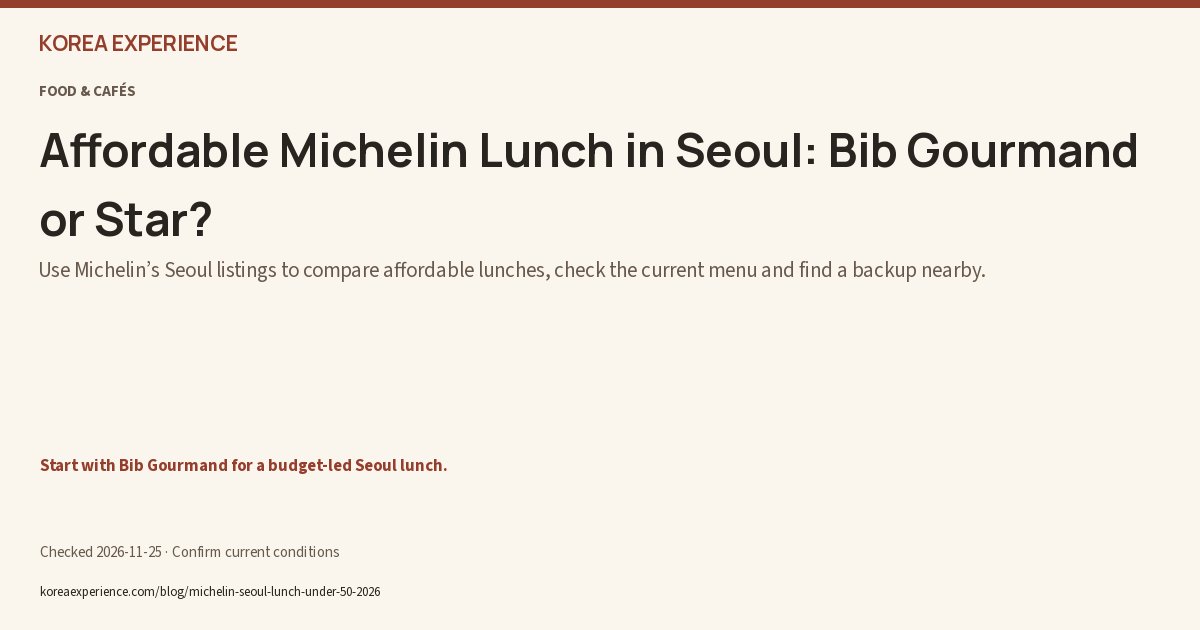 KOREA EXPERIENCE
FOOD & CAFÉS
Affordable Michelin Lunch in Seoul: Bib Gourmand
or Star?
Use Michelin’s Seoul listings to compare affordable lunches, check the current menu and find a backup nearby.
Start with Bib Gourmand for a budget-led Seoul lunch.
Checked 2026-11-25 · Confirm current conditions
koreaexperience.com/blog/michelin-seoul-lunch-under-50-2026